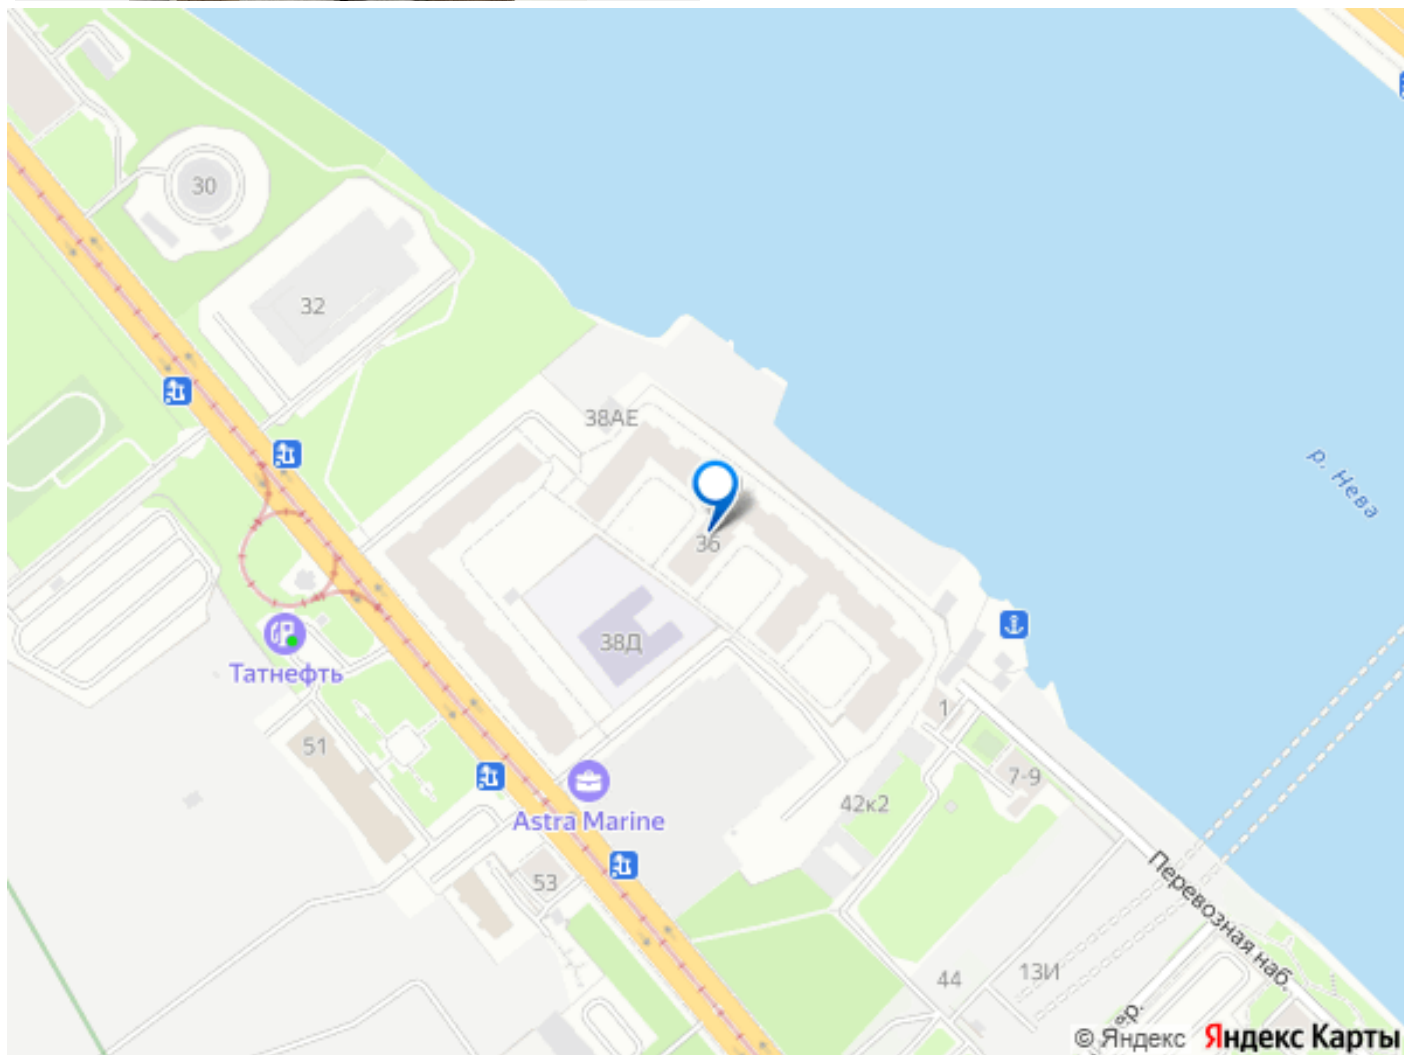 30
32
р. Нева
38АЕ
36
38Д
Татнефть
51
1
7-9
42к2
Astra Marine
53
Перевозная наб.
44
13И
ер.
© Яндекс Яндекс Карты